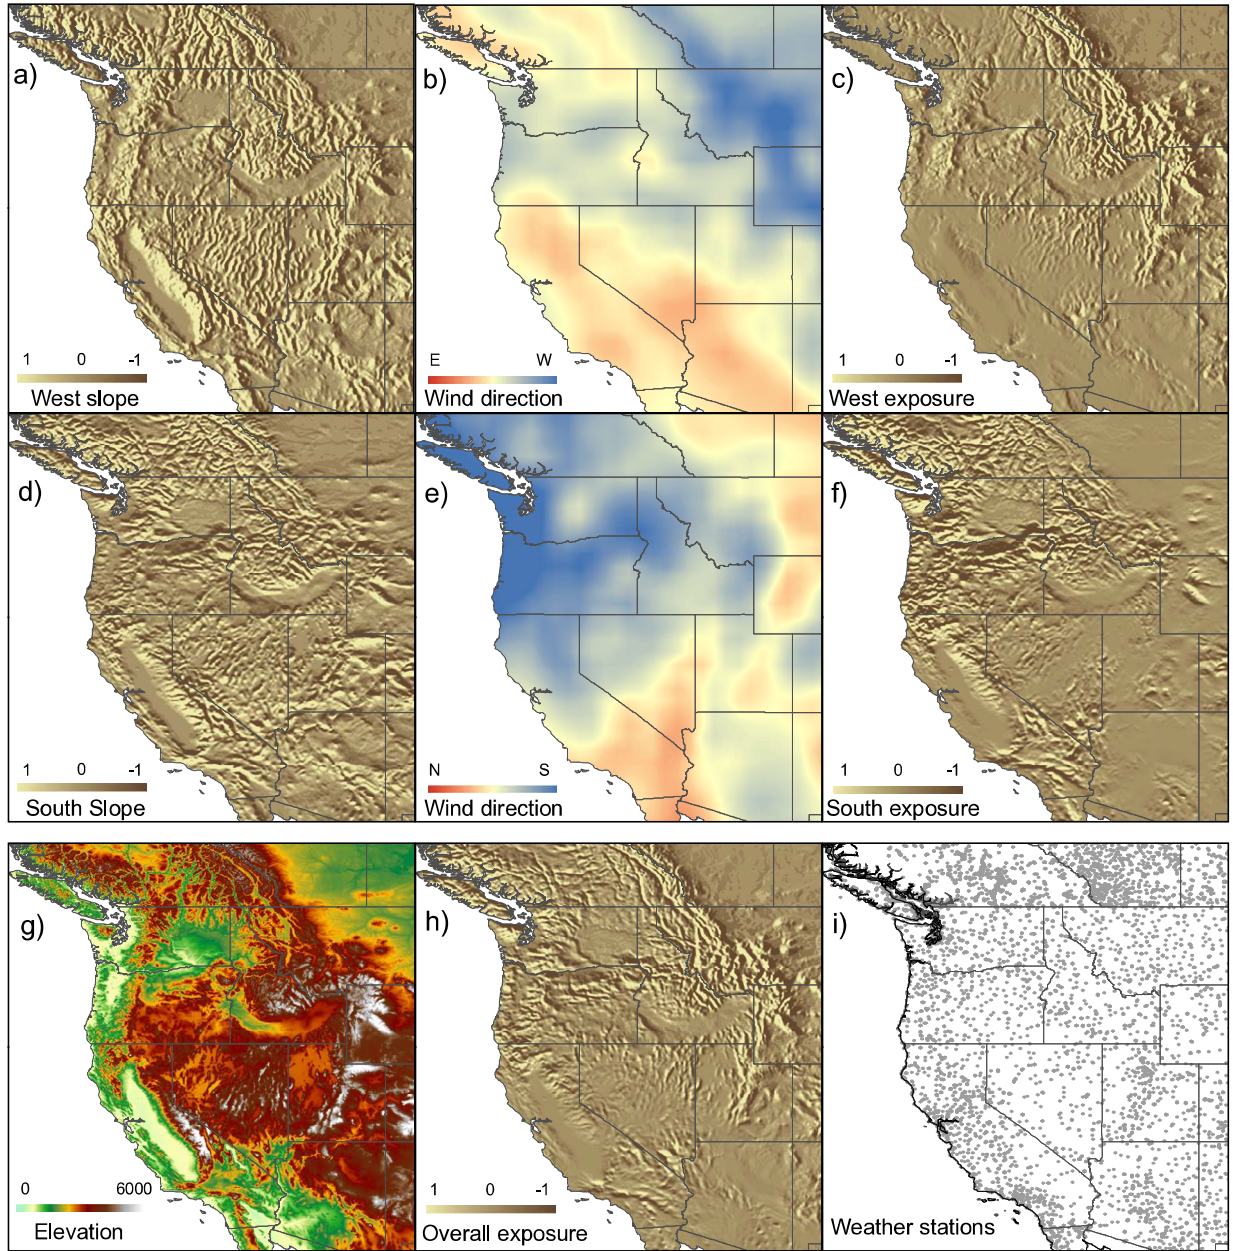 a)
1 0 -1
West slope
b)
E W
Wind direction
c)
1 0 -1
West exposure
d)
1 0 -1
South Slope
e)
N S
Wind direction
f)
1 0 -1
South exposure
g)
0 6000
Elevation
h)
1 0 -1
Overall exposure
i)
Weather stations